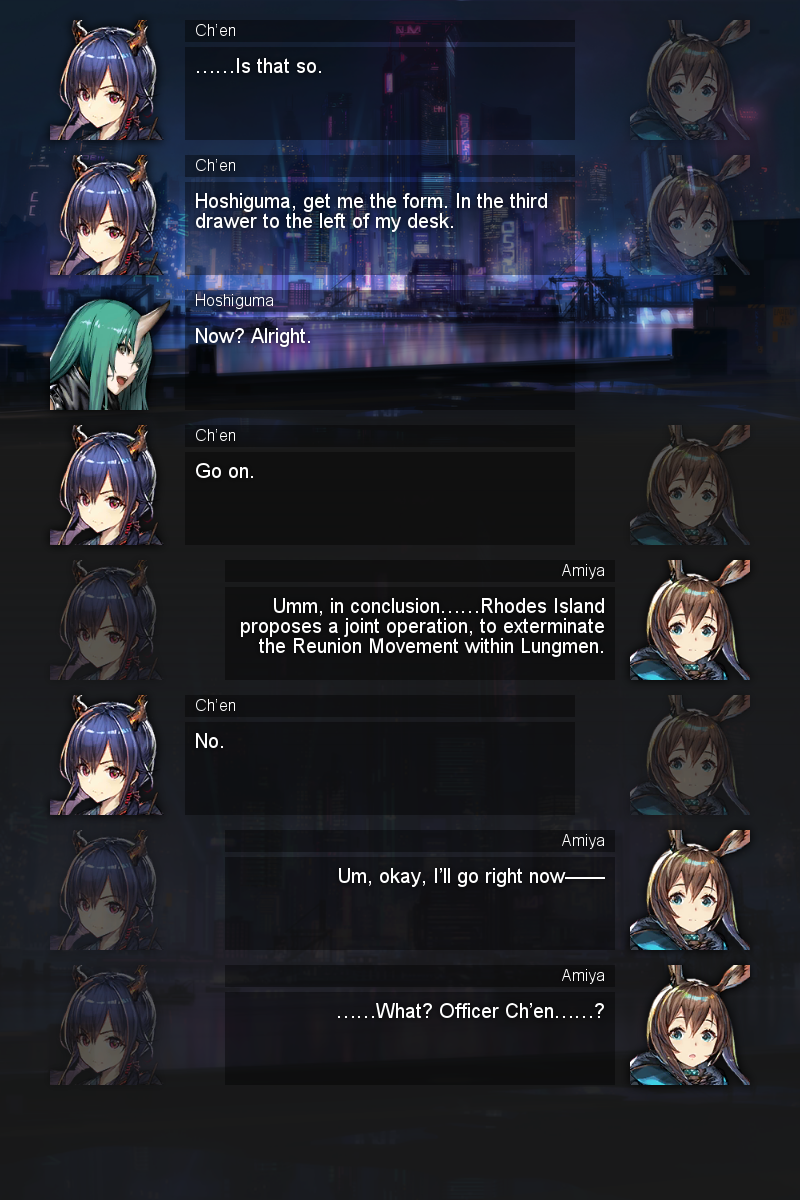 Ch'en
……Is that so.
Ch'en
Hoshiguma, get me the form. In the third
drawer to the left of my desk.
Hoshiguma
Now? Alright.
Ch'en
Go on.
Amiya
Umm, in conclusion……Rhodes Island
proposes a joint operation, to exterminate
the Reunion Movement within Lungmen.
Ch'en
No.
Amiya
Um, okay, I’ll go right now——
Amiya
……What? Officer Ch’en……?